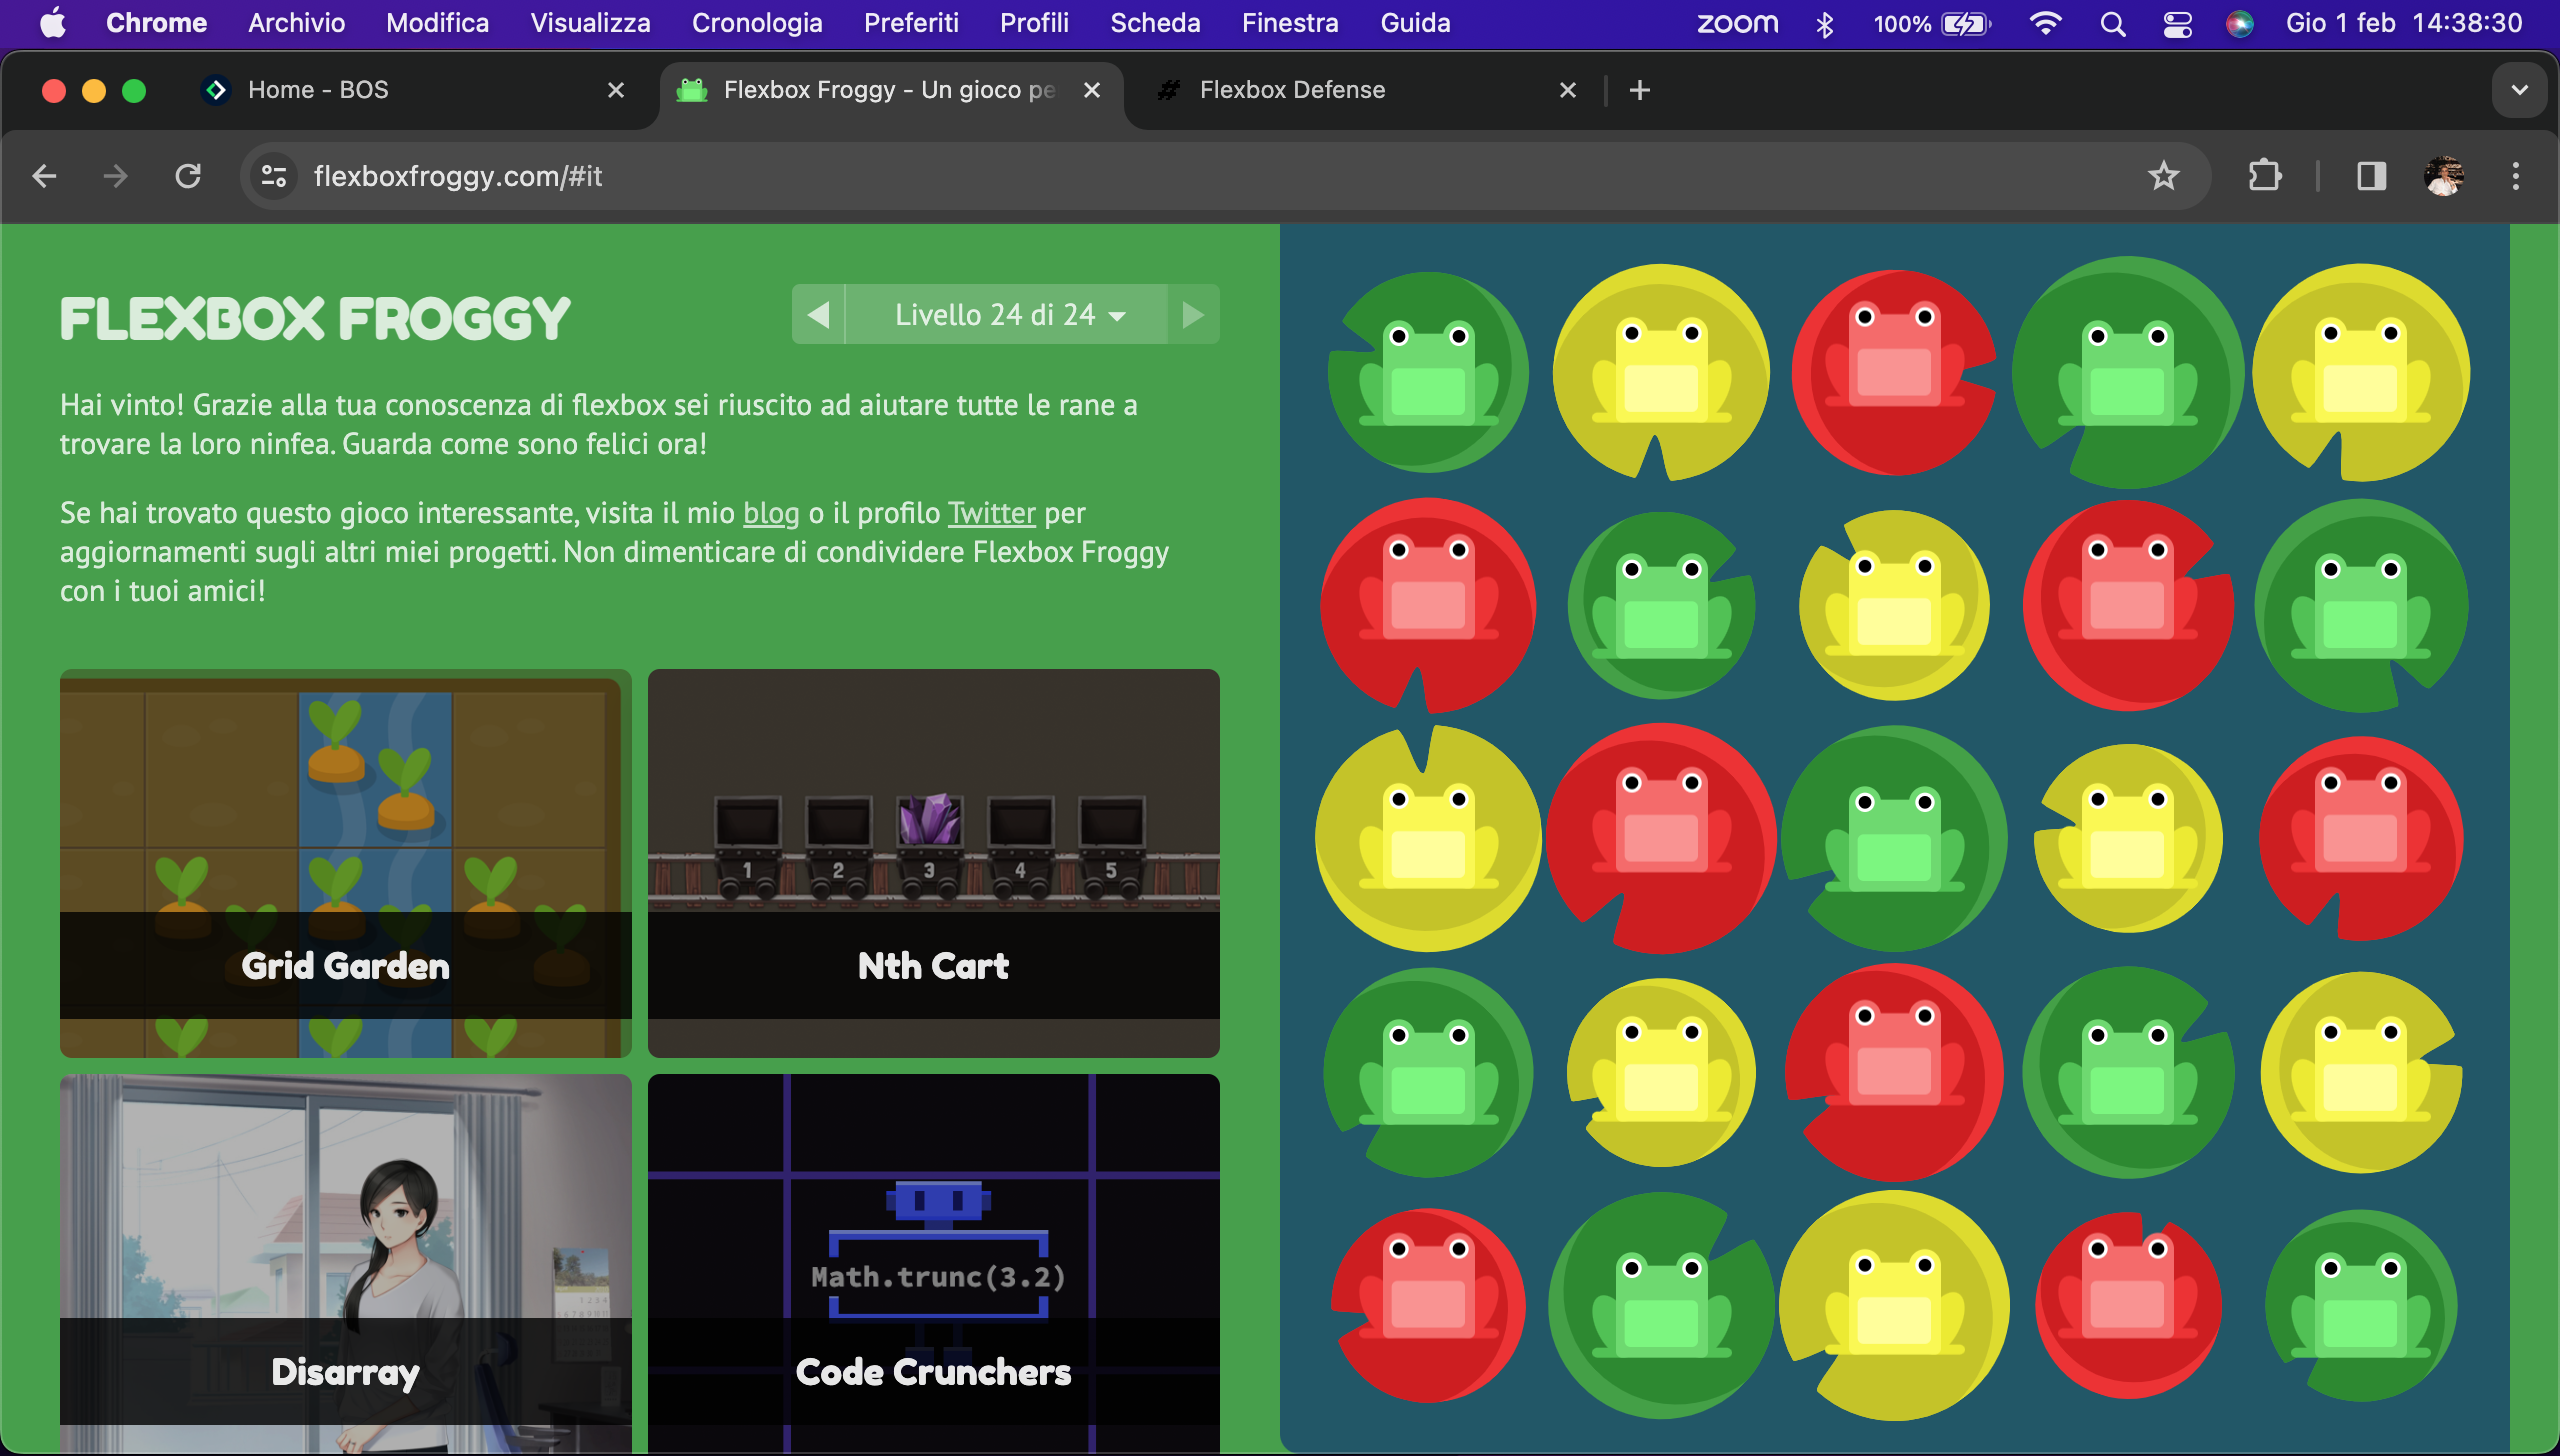 Chrome Archivio Modifica Visualizza Cronologia Preferiti Profili Scheda Finestra Guida zoom 100% Gio 1 feb 14:38:30
Home - BOS
Flexbox Froggy - Un gioco pe
Flexbox Defense
flexboxfroggy.com/#it
FLEXBOX FROGGY
Livello 24 di 24
Hai vinto! Grazie alla tua conoscenza di flexbox sei riuscito ad aiutare tutte le rane a
trovare la loro ninfea. Guarda come sono felici ora!
Se hai trovato questo gioco interessante, visita il mio blog o il profilo Twitter per
aggiornamenti sugli altri miei progetti. Non dimenticare di condividere Flexbox Froggy
con i tuoi amici!
1 2 3 4 5
Grid Garden
Nth Cart
Math.trunc(3.2)
Disarray
Code Crunchers